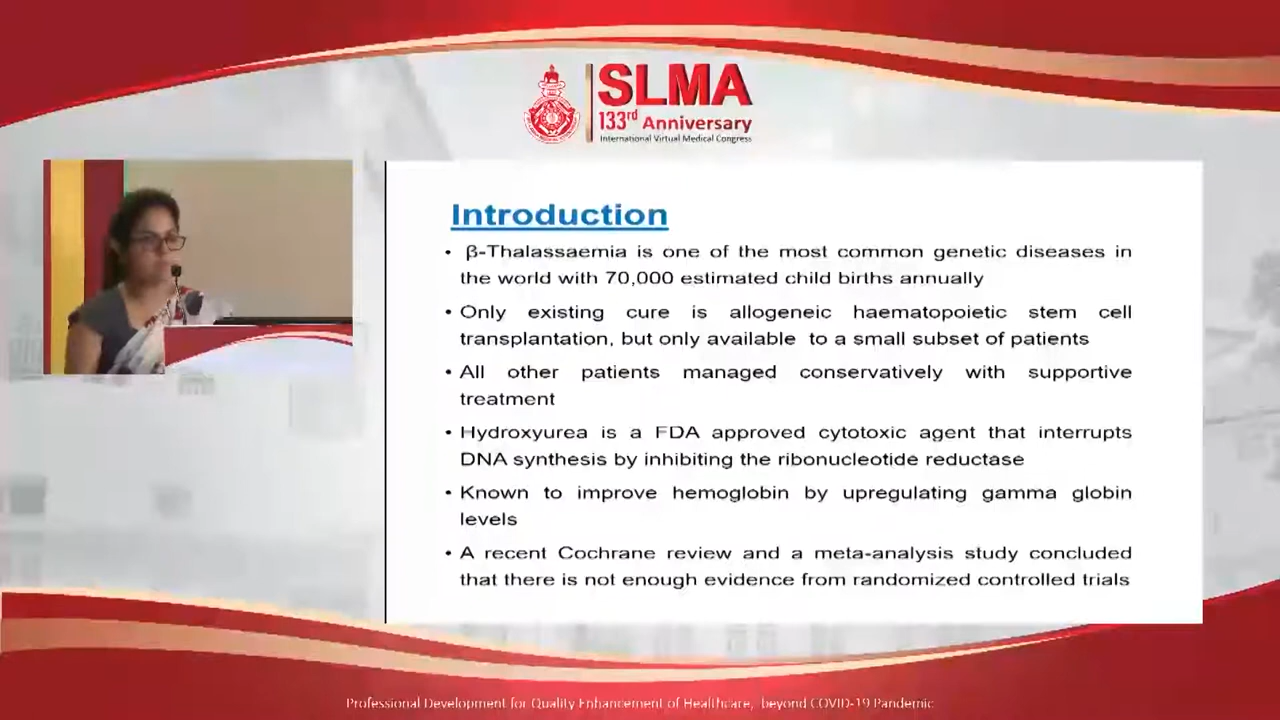 SLMA
133rd Anniversary
International Virtual Medical Congress
Introduction
• β-Thalassaemia is one of the most common genetic diseases in
the world with 70,000 estimated child births annually
• Only existing cure is allogeneic haematopoietic stem cell
transplantation, but only available to a small subset of patients
• All other patients managed conservatively with supportive
treatment
• Hydroxyurea is a FDA approved cytotoxic agent that interrupts
DNA synthesis by inhibiting the ribonucleotide reductase
• Known to improve hemoglobin by upregulating gamma globin
levels
• A recent Cochrane review and a meta-analysis study concluded
that there is not enough evidence from randomized controlled trials
Professional Development for Quality Enhancement of Healthcare, beyond COVID-19 Pandemic